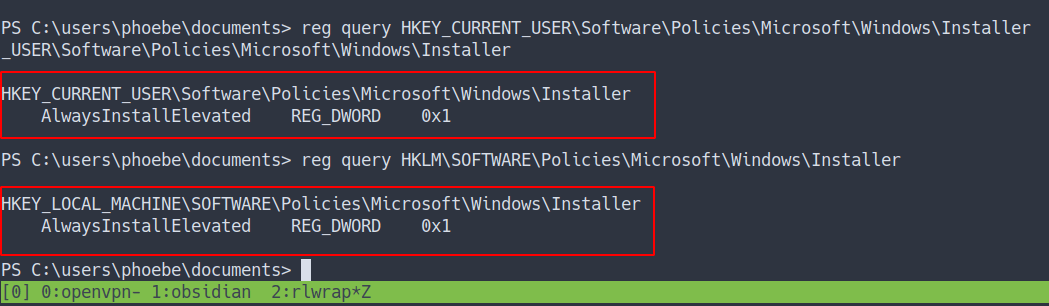 PS C:\users\phoebe\documents> reg query HKEY_CURRENT_USER\Software\Policies\Microsoft\Windows\Installer
_USER\Software\Policies\Microsoft\Windows\Installer
HKEY_CURRENT_USER\Software\Policies\Microsoft\Windows\Installer
    AlwaysInstallElevated    REG_DWORD    0x1
PS C:\users\phoebe\documents> reg query HKLM\SOFTWARE\Policies\Microsoft\Windows\Installer
HKEY_LOCAL_MACHINE\SOFTWARE\Policies\Microsoft\Windows\Installer
    AlwaysInstallElevated    REG_DWORD    0x1
PS C:\users\phoebe\documents>
[0] 0:openvpn- 1:obsidian  2:rlwrap*Z